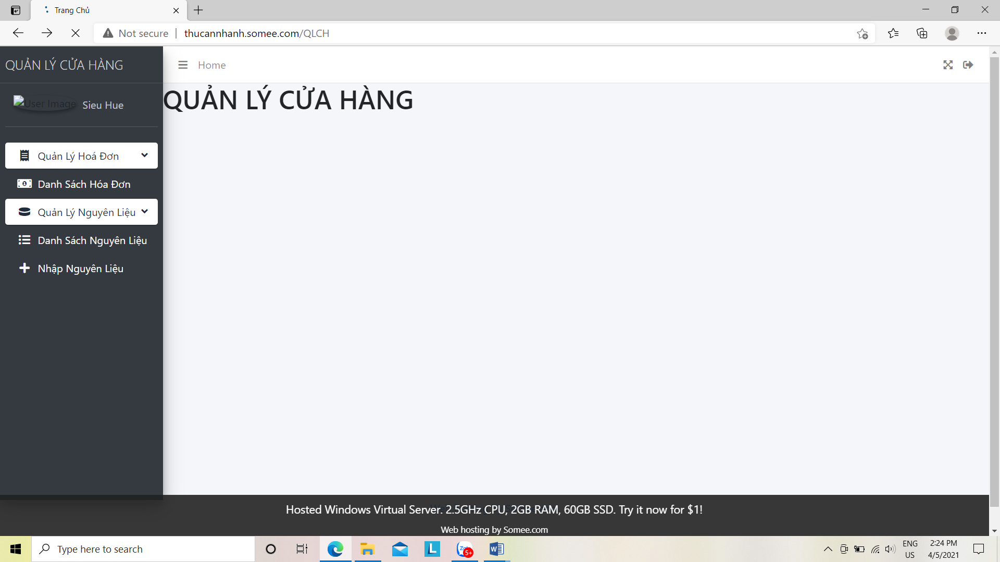 Trang Chủ
Not secure | thucannhanh.somee.com/QLCH
QUẢN LÝ CỬA HÀNG
Home
User Image Sieu Hue
QUẢN LÝ CỬA HÀNG
Quản Lý Hoá Đơn
Danh Sách Hóa Đơn
Quản Lý Nguyên Liệu
Danh Sách Nguyên Liệu
Nhập Nguyên Liệu
Hosted Windows Virtual Server. 2.5GHz CPU, 2GB RAM, 60GB SSD. Try it now for $1!
Web hosting by Somee.com
Type here to search
5+
ENG
US
2:24 PM
4/5/2021